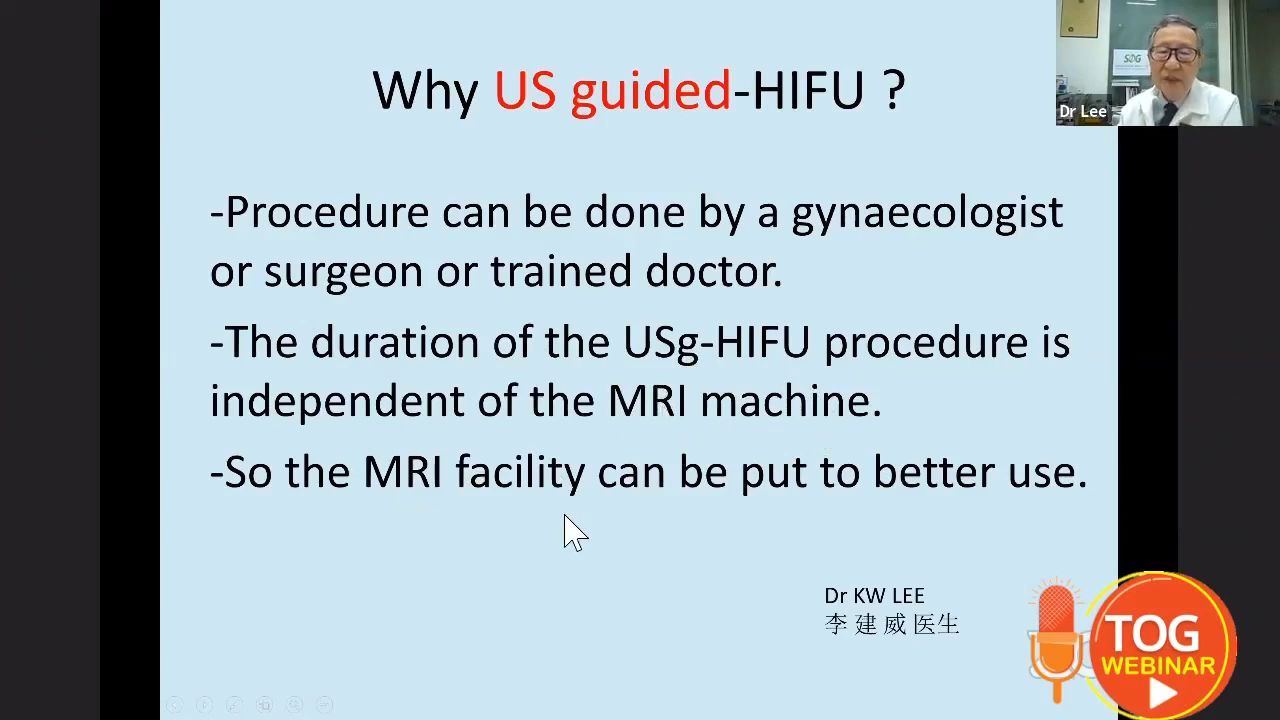 Why US guided-HIFU ?
SOG
Dr Lee
-Procedure can be done by a gynaecologist
or surgeon or trained doctor.
-The duration of the USg-HIFU procedure is
independent of the MRI machine.
-So the MRI facility can be put to better use.
Dr KW LEE
李 建 威 医生
TOG
WEBINAR